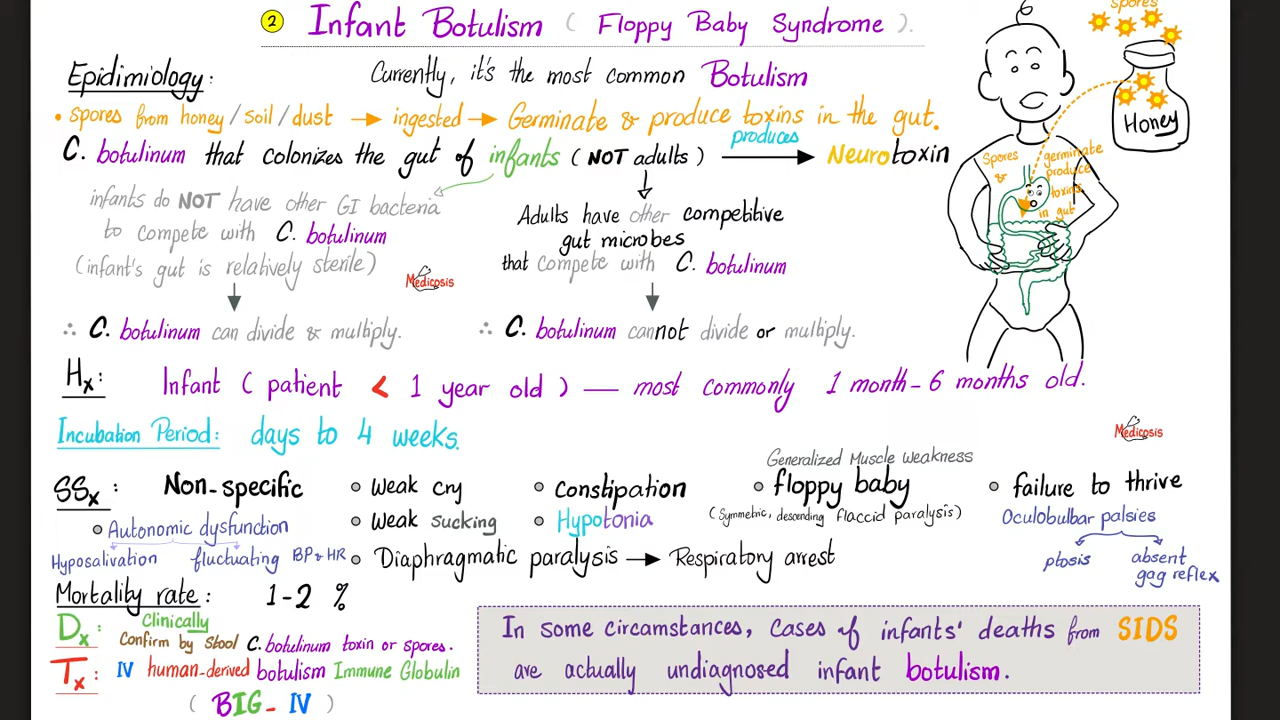 2 Infant Botulism ( Floppy Baby Syndrome ).
Epidimiology: Currently, it's the most common Botulism
• spores from honey / soil / dust → ingested → Germinate & produce toxins in the gut.
C. botulinum that colonizes the gut of infants ( NOT adults ) produces → Neurotoxin
infants do NOT have other GI bacteria
to compete with C. botulinum
(infant's gut is relatively sterile)
Medicosis
∴ C. botulinum can divide & multiply.
Adults have other competitive
gut microbes
that compete with C. botulinum
∴ C. botulinum cannot divide or multiply.
spores
Honey
Spores
&
germinate
produce
toxins
in gut
Hx: Infant ( patient < 1 year old ) — most commonly 1 month - 6 months old.
Incubation Period: days to 4 weeks.
Medicosis
SSx: Non-specific
Autonomic dysfunction
Hyposalivation fluctuating BP & HR
Weak cry
Weak sucking
Diaphragmatic paralysis → Respiratory arrest
Constipation
Hypotonia
Generalized Muscle weakness
floppy baby
(Symmetric, descending flaccid paralysis)
failure to thrive
Oculobulbar palsies
ptosis
absent
gag reflex
Mortality rate: 1-2 %
Dx: Clinically
Confirm by Stool C. botulinum toxin or spores.
Tx: IV human-derived botulism Immune Globulin
( BIG-IV )
In some circumstances, cases of infants' deaths from SIDS
are actually undiagnosed infant botulism.